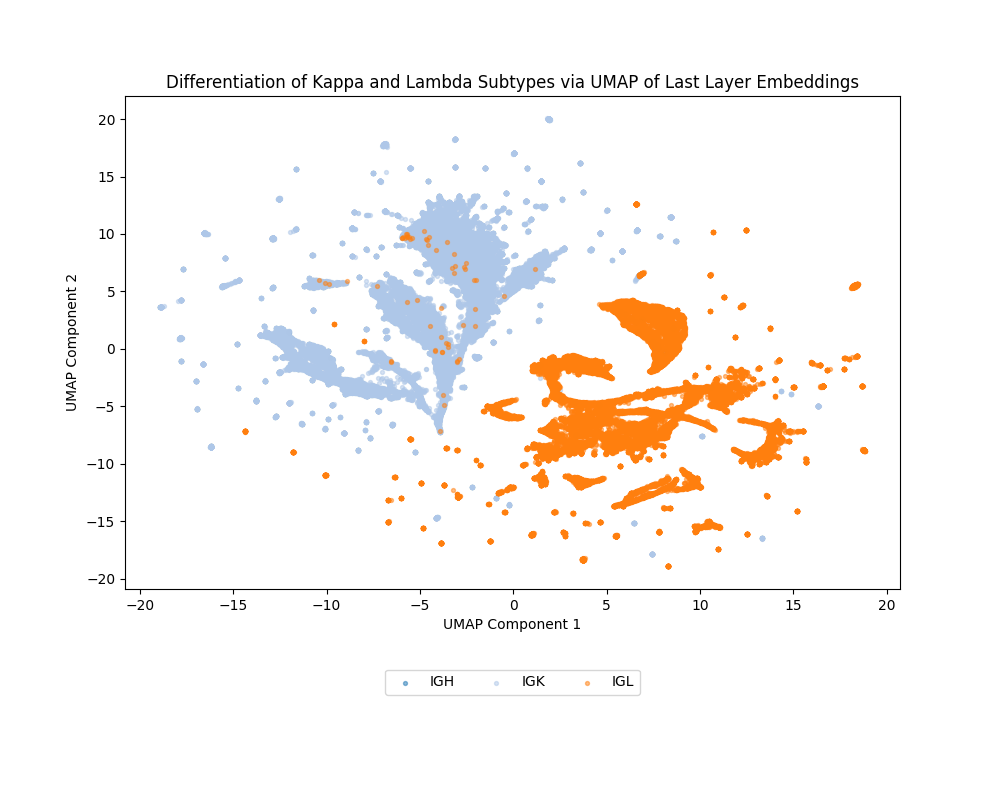 Differentiation of Kappa and Lambda Subtypes via UMAP of Last Layer Embeddings
UMAP Component 2
20
15
10
5
0
−5
−10
−15
−20
−20 −15 −10 −5 0 5 10 15 20
UMAP Component 1
IGH IGK IGL